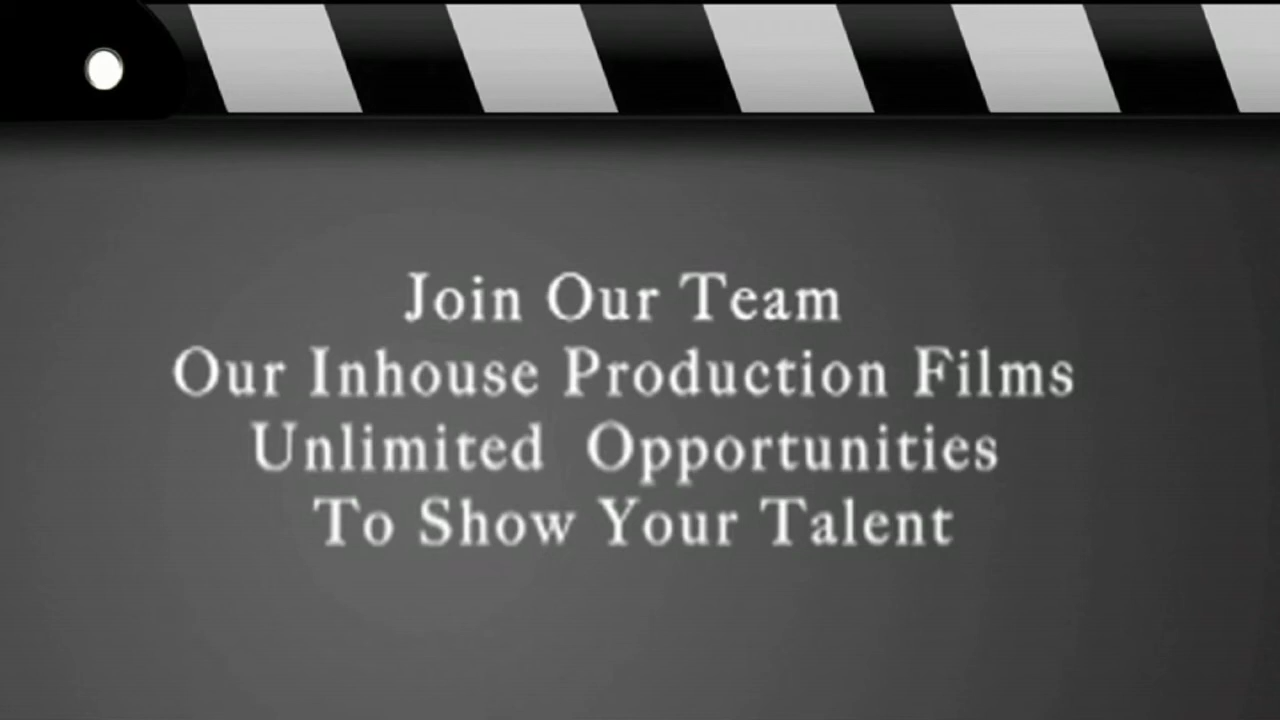 Join Our Team
Our Inhouse Production Films
Unlimited Opportunities
To Show Your Talent